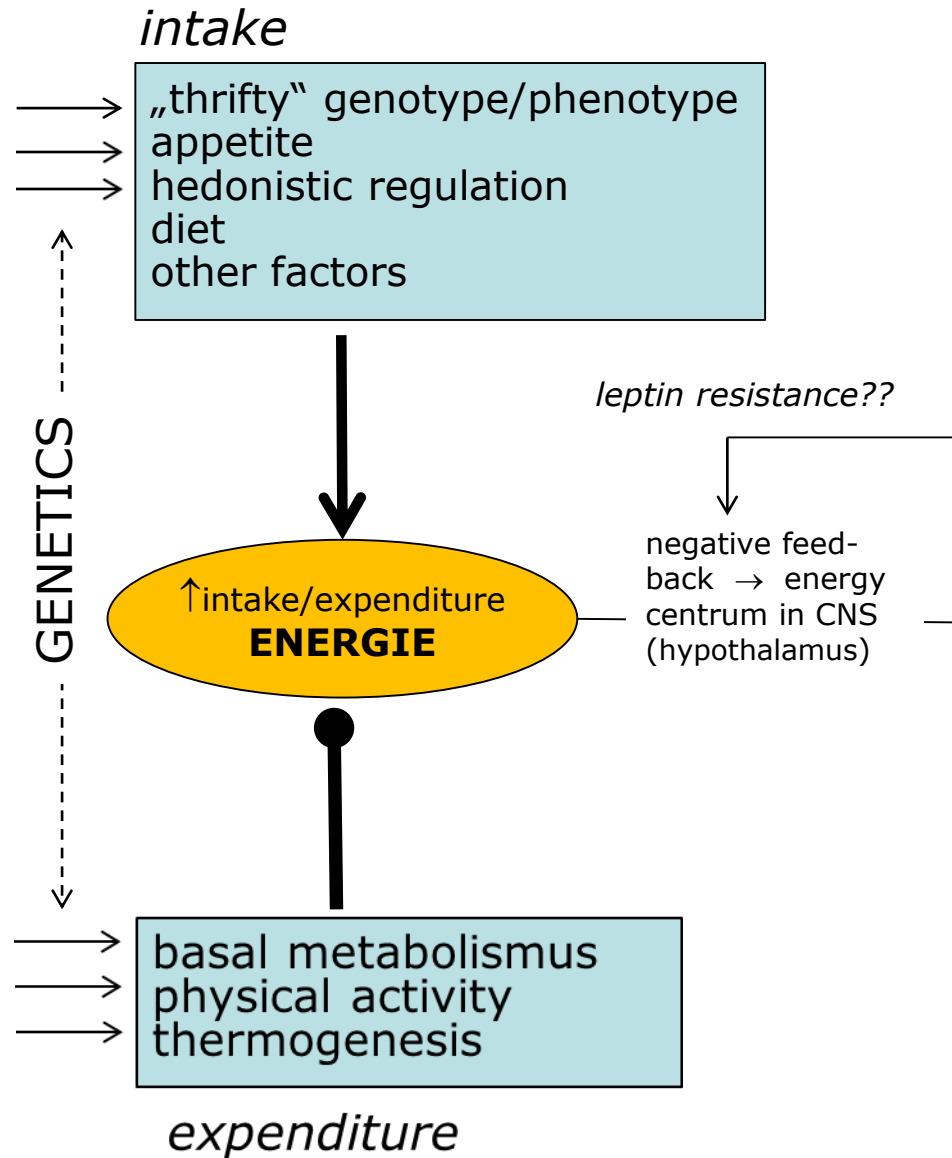 intake
„thrifty“ genotype/phenotype
appetite
hedonistic regulation
diet
other factors
leptin resistance??
GENETICS
negative feed-
back → energy
centrum in CNS
(hypothalamus)
↑intake/expenditure
ENERGIE
basal metabolismus
physical activity
thermogenesis
expenditure